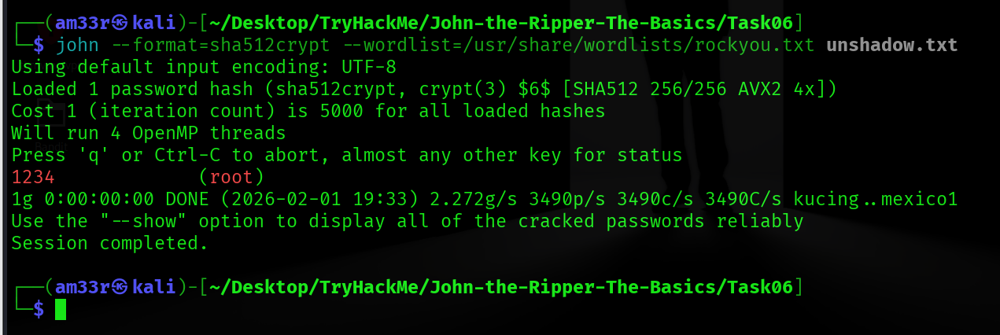 ┌──(am33r㉿kali)-[~/Desktop/TryHackMe/John-the-Ripper-The-Basics/Task06]
└─$ john --format=sha512crypt --wordlist=/usr/share/wordlists/rockyou.txt unshadow.txt
Using default input encoding: UTF-8
Loaded 1 password hash (sha512crypt, crypt(3) $6$ [SHA512 256/256 AVX2 4x])
Cost 1 (iteration count) is 5000 for all loaded hashes
Will run 4 OpenMP threads
Press 'q' or Ctrl-C to abort, almost any other key for status
1234             (root)
1g 0:00:00:00 DONE (2026-02-01 19:33) 2.272g/s 3490p/s 3490c/s 3490C/s kucing..mexico1
Use the "--show" option to display all of the cracked passwords reliably
Session completed.
┌──(am33r㉿kali)-[~/Desktop/TryHackMe/John-the-Ripper-The-Basics/Task06]
└─$